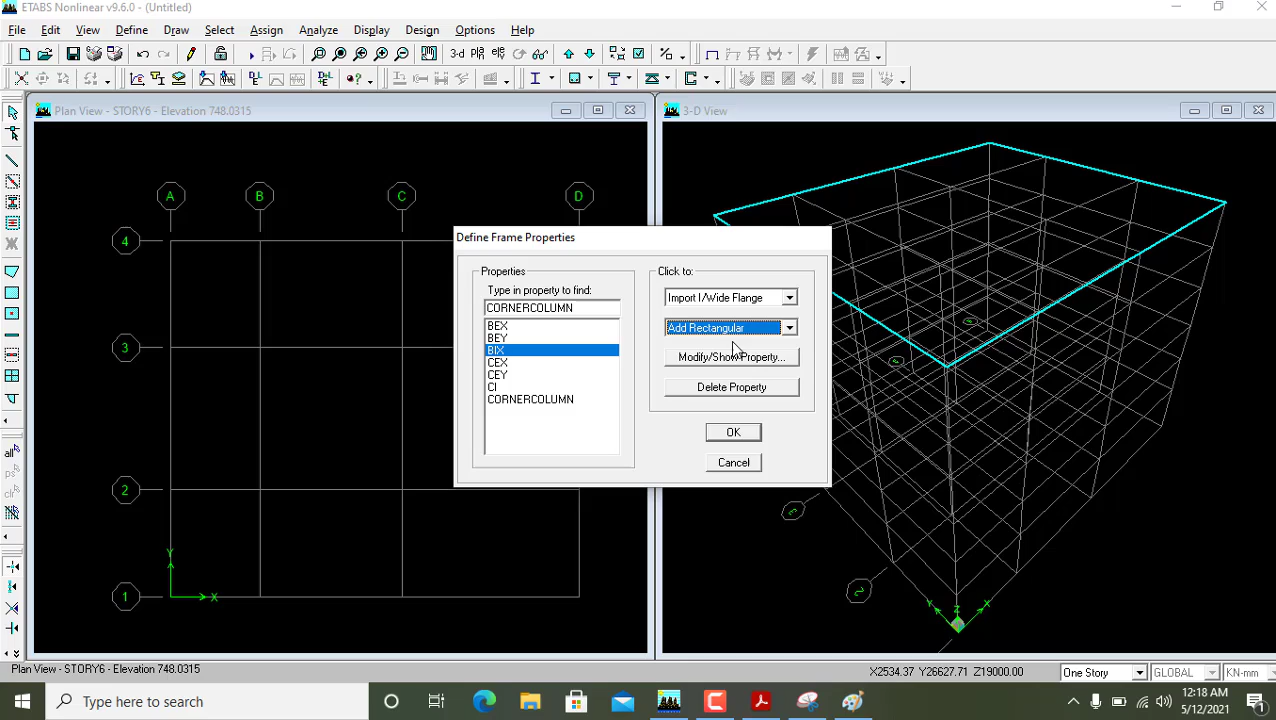 ETABS Nonlinear v9.6.0 - (Untitled)
File Edit View Define Draw Select Assign Analyze Display Design Options Help
3-d
Plan View - STORY6 - Elevation 748.0315
3-D View
A B C D
4
3
2
1
Y
X
Define Frame Properties
Properties
Type in property to find:
CORNERCOLUMN
BEX
BEY
BIX
CEX
CEY
CI
CORNERCOLUMN
Click to:
Import I/Wide Flange
Add Rectangular
Modify/Show Property...
Delete Property
OK
Cancel
all
ps
clr
Y Z X
Plan View - STORY6 - Elevation 748.0315
X2534.37 Y26627.71 Z19000.00
One Story
GLOBAL
KN-mm
Type here to search
12:18 AM
5/12/2021